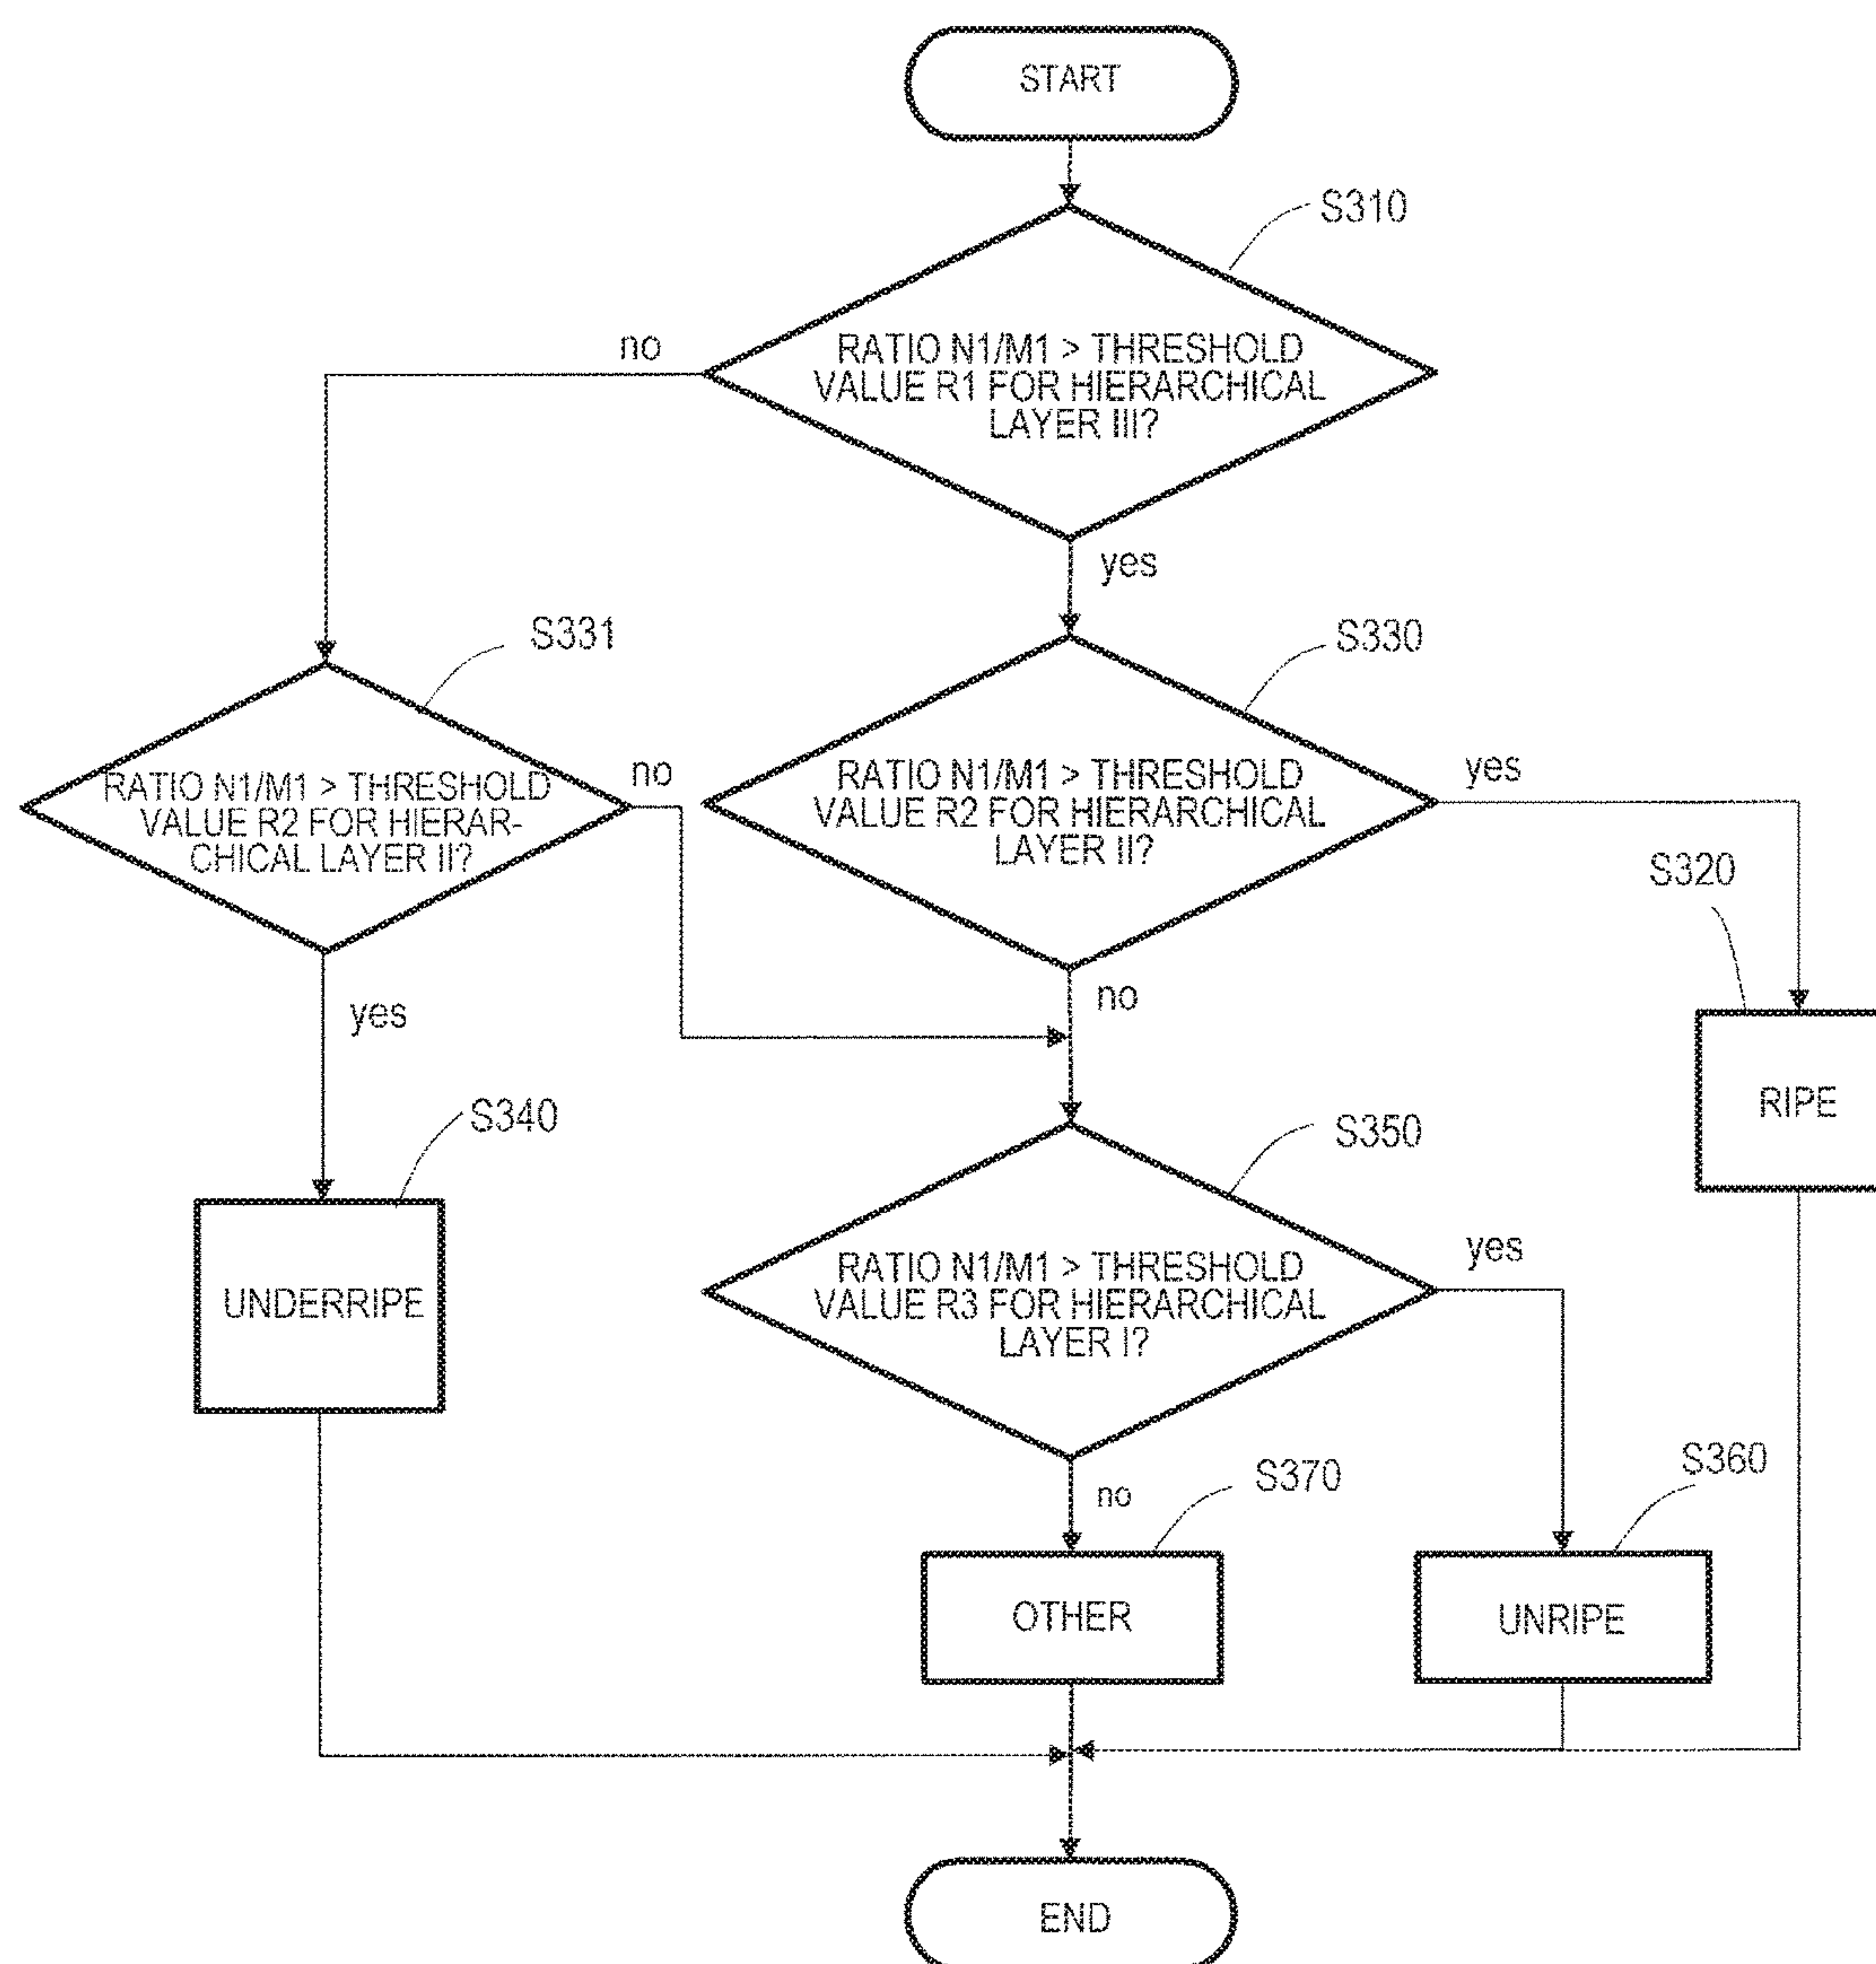 START
S310
RATIO N1/M1 > THRESHOLD
VALUE R1 FOR HIERARCHICAL
LAYER III?
no
yes
S331
S330
RATIO N1/M1 > THRESHOLD
VALUE R2 FOR HIERAR-
CHICAL LAYER II?
no
RATIO N1/M1 > THRESHOLD
VALUE R2 FOR HIERARCHICAL
LAYER II?
yes
S320
yes
no
RIPE
S340
S350
UNDERRIPE
RATIO N1/M1 > THRESHOLD
VALUE R3 FOR HIERARCHICAL
LAYER I?
yes
no
S370
S360
OTHER
UNRIPE
END